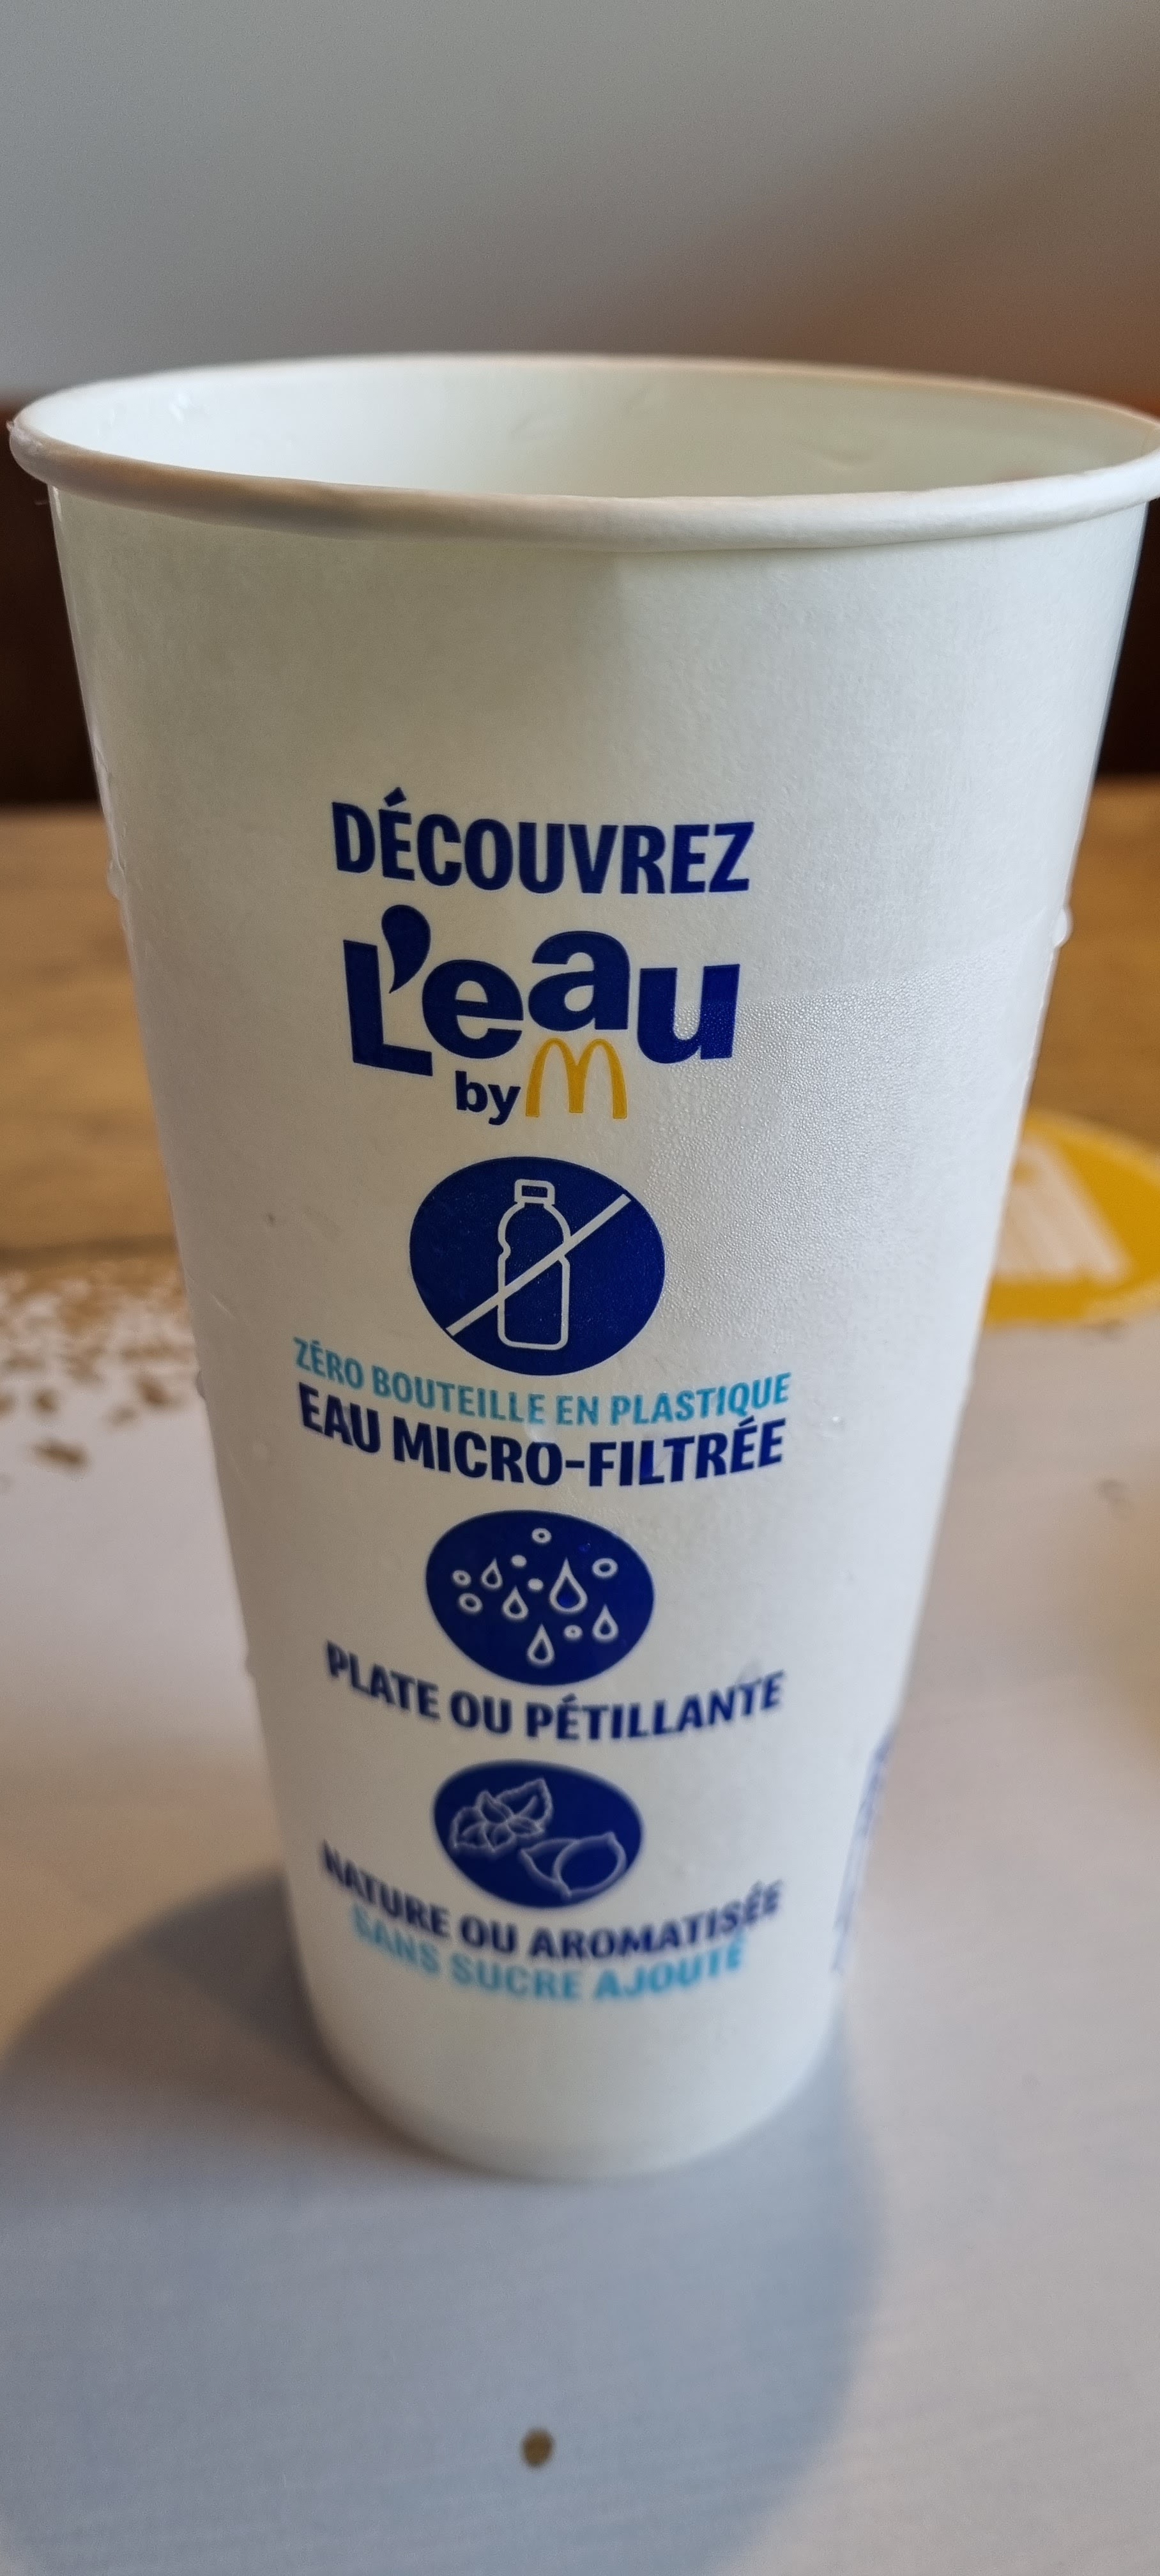 DÉCOUVREZ
L'eau
by M
ZÉRO BOUTEILLE EN PLASTIQUE
EAU MICRO-FILTRÉE
PLATE OU PÉTILLANTE
NATURE OU AROMATISÉE
SANS SUCRE AJOUTÉ